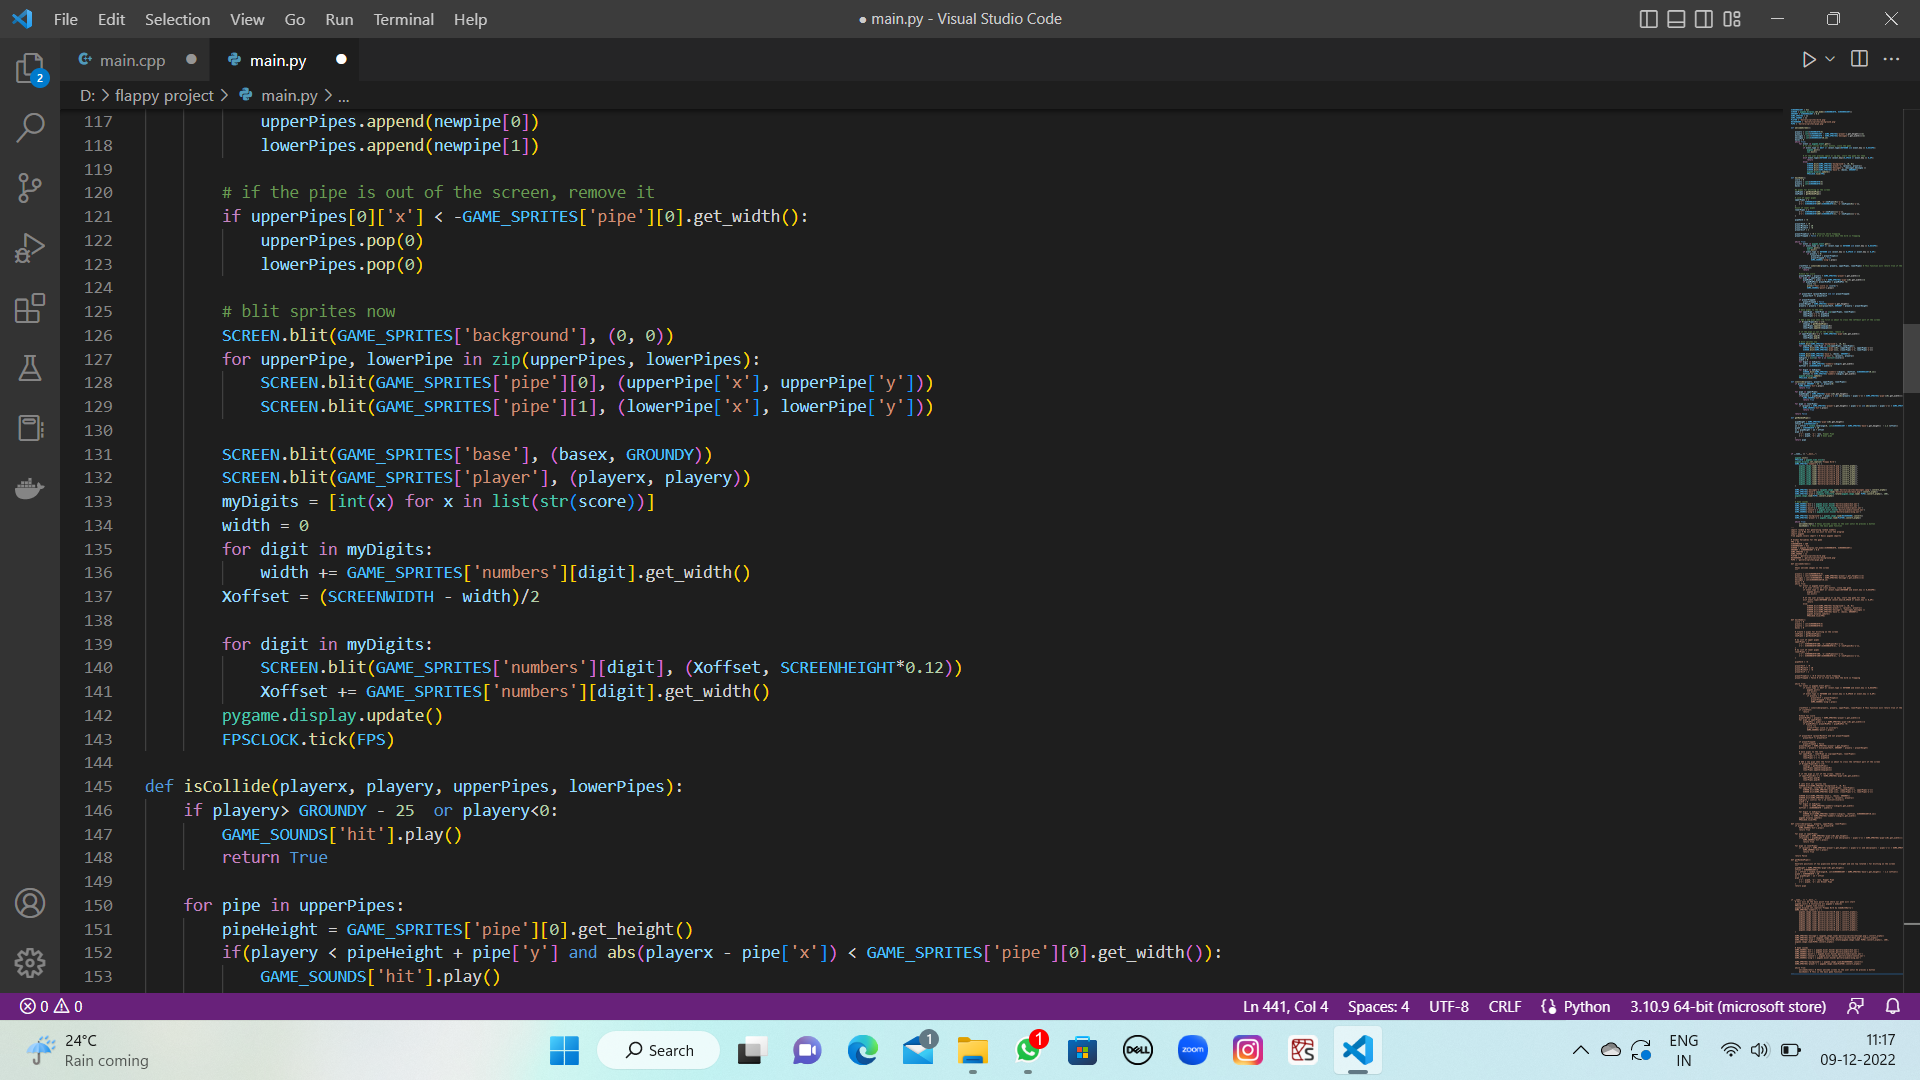 File Edit Selection View Go Run Terminal Help
● main.py - Visual Studio Code
main.cpp ●
main.py ●
2
D: > flappy project > main.py > ...
117 upperPipes.append(newpipe[0])
118 lowerPipes.append(newpipe[1])
119
120 # if the pipe is out of the screen, remove it
121 if upperPipes[0]['x'] < -GAME_SPRITES['pipe'][0].get_width():
122 upperPipes.pop(0)
123 lowerPipes.pop(0)
124
125 # blit sprites now
126 SCREEN.blit(GAME_SPRITES['background'], (0, 0))
127 for upperPipe, lowerPipe in zip(upperPipes, lowerPipes):
128 SCREEN.blit(GAME_SPRITES['pipe'][0], (upperPipe['x'], upperPipe['y']))
129 SCREEN.blit(GAME_SPRITES['pipe'][1], (lowerPipe['x'], lowerPipe['y']))
130
131 SCREEN.blit(GAME_SPRITES['base'], (basex, GROUNDY))
132 SCREEN.blit(GAME_SPRITES['player'], (playerx, playery))
133 myDigits = [int(x) for x in list(str(score))]
134 width = 0
135 for digit in myDigits:
136 width += GAME_SPRITES['numbers'][digit].get_width()
137 Xoffset = (SCREENWIDTH - width)/2
138
139 for digit in myDigits:
140 SCREEN.blit(GAME_SPRITES['numbers'][digit], (Xoffset, SCREENHEIGHT*0.12))
141 Xoffset += GAME_SPRITES['numbers'][digit].get_width()
142 pygame.display.update()
143 FPSCLOCK.tick(FPS)
144
145 def isCollide(playerx, playery, upperPipes, lowerPipes):
146 if playery> GROUNDY - 25  or playery<0:
147 GAME_SOUNDS['hit'].play()
148 return True
149
150 for pipe in upperPipes:
151 pipeHeight = GAME_SPRITES['pipe'][0].get_height()
152 if(playery < pipeHeight + pipe['y'] and abs(playerx - pipe['x']) < GAME_SPRITES['pipe'][0].get_width()):
153 GAME_SOUNDS['hit'].play()
0 0
Ln 441, Col 4 Spaces: 4 UTF-8 CRLF Python 3.10.9 64-bit (microsoft store)
24°C
Rain coming
Search
1
1
DELL
zoom
ENG
IN
11:17
09-12-2022